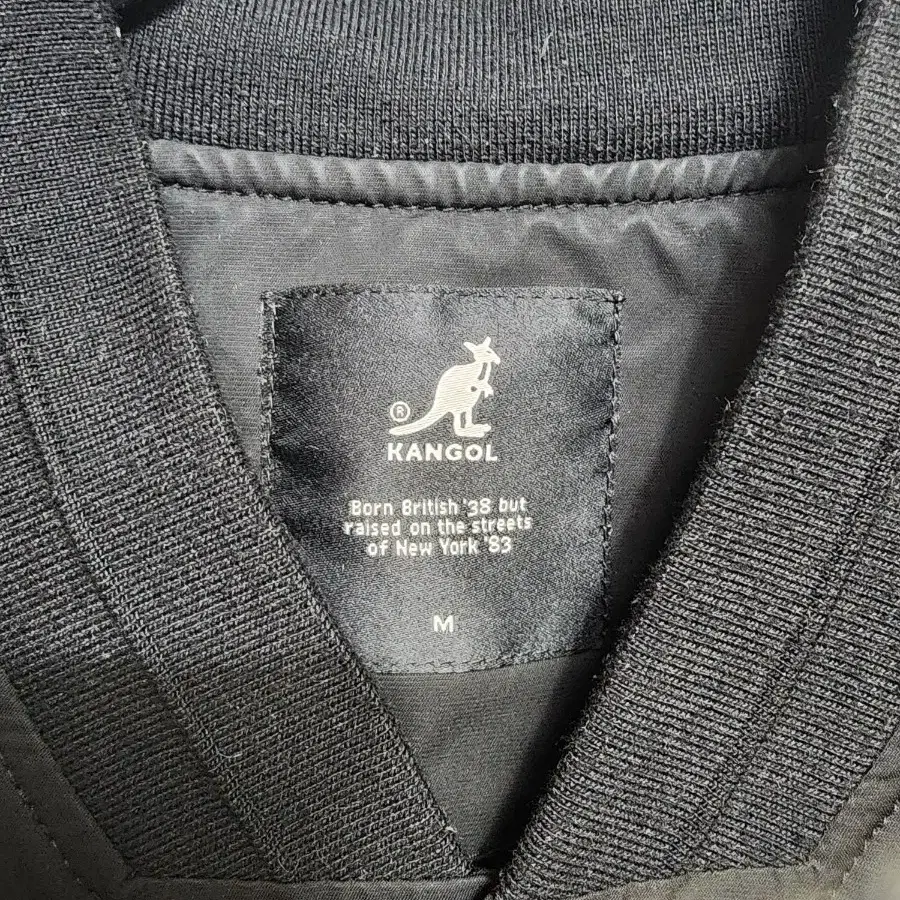 ®
KANGOL
Born British '38 but
raised on the streets
of New York '83
M